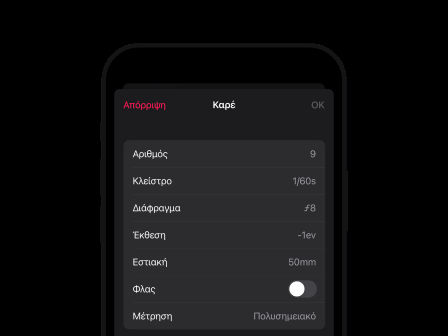 Απόρριψη Καρέ OK
Αριθμός 9
Κλείστρο 1/60s
Διάφραγμα ƒ8
Έκθεση -1ev
Εστιακή 50mm
Φλας
Μέτρηση Πολυσημειακό